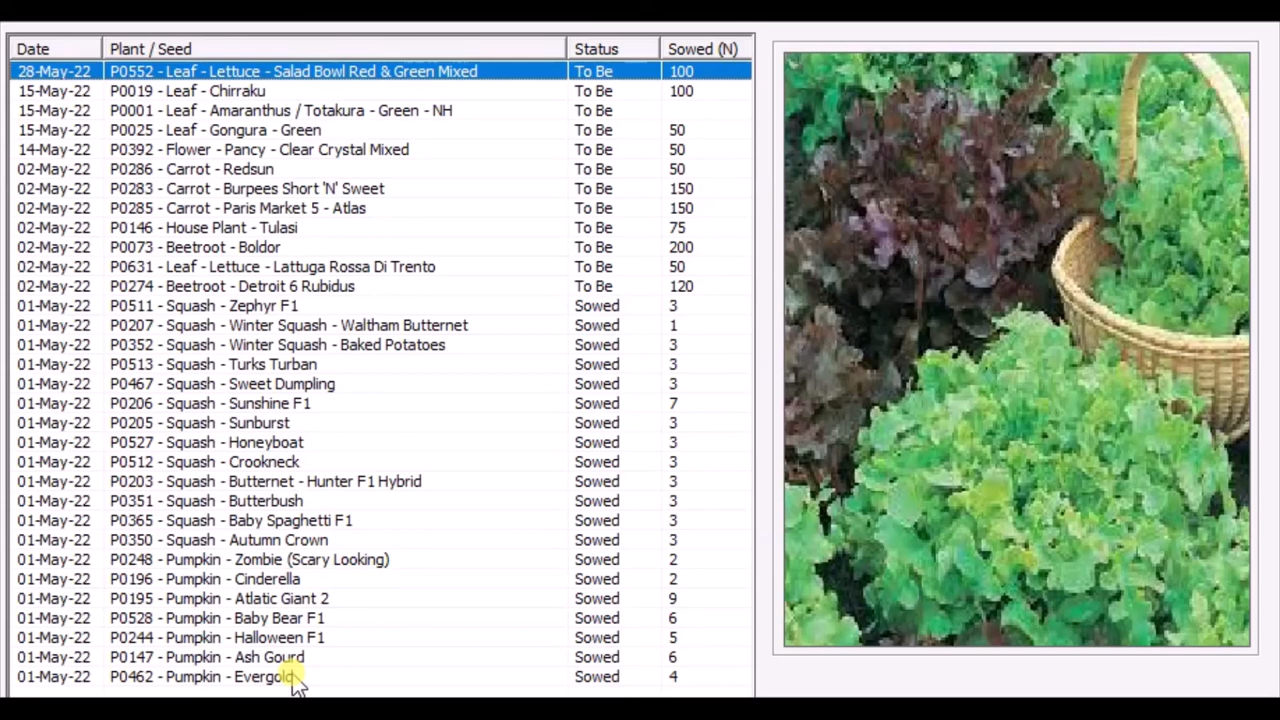 Date Plant / Seed Status Sowed (N)
28-May-22 P0552 - Leaf - Lettuce - Salad Bowl Red & Green Mixed To Be 100
15-May-22 P0019 - Leaf - Chirraku To Be 100
15-May-22 P0001 - Leaf - Amaranthus / Totakura - Green - NH To Be
15-May-22 P0025 - Leaf - Gongura - Green To Be 50
14-May-22 P0392 - Flower - Pancy - Clear Crystal Mixed To Be 50
02-May-22 P0286 - Carrot - Redsun To Be 50
02-May-22 P0283 - Carrot - Burpees Short 'N' Sweet To Be 150
02-May-22 P0285 - Carrot - Paris Market 5 - Atlas To Be 150
02-May-22 P0146 - House Plant - Tulasi To Be 75
02-May-22 P0073 - Beetroot - Boldor To Be 200
02-May-22 P0631 - Leaf - Lettuce - Lattuga Rossa Di Trento To Be 50
02-May-22 P0274 - Beetroot - Detroit 6 Rubidus To Be 120
01-May-22 P0511 - Squash - Zephyr F1 Sowed 3
01-May-22 P0207 - Squash - Winter Squash - Waltham Butternet Sowed 1
01-May-22 P0352 - Squash - Winter Squash - Baked Potatoes Sowed 3
01-May-22 P0513 - Squash - Turks Turban Sowed 3
01-May-22 P0467 - Squash - Sweet Dumpling Sowed 3
01-May-22 P0206 - Squash - Sunshine F1 Sowed 7
01-May-22 P0205 - Squash - Sunburst Sowed 3
01-May-22 P0527 - Squash - Honeyboat Sowed 3
01-May-22 P0512 - Squash - Crookneck Sowed 3
01-May-22 P0203 - Squash - Butternet - Hunter F1 Hybrid Sowed 3
01-May-22 P0351 - Squash - Butterbush Sowed 3
01-May-22 P0365 - Squash - Baby Spaghetti F1 Sowed 3
01-May-22 P0350 - Squash - Autumn Crown Sowed 3
01-May-22 P0248 - Pumpkin - Zombie (Scary Looking) Sowed 2
01-May-22 P0196 - Pumpkin - Cinderella Sowed 2
01-May-22 P0195 - Pumpkin - Atlatic Giant 2 Sowed 9
01-May-22 P0528 - Pumpkin - Baby Bear F1 Sowed 6
01-May-22 P0244 - Pumpkin - Halloween F1 Sowed 5
01-May-22 P0147 - Pumpkin - Ash Gourd Sowed 6
01-May-22 P0462 - Pumpkin - Evergold Sowed 4